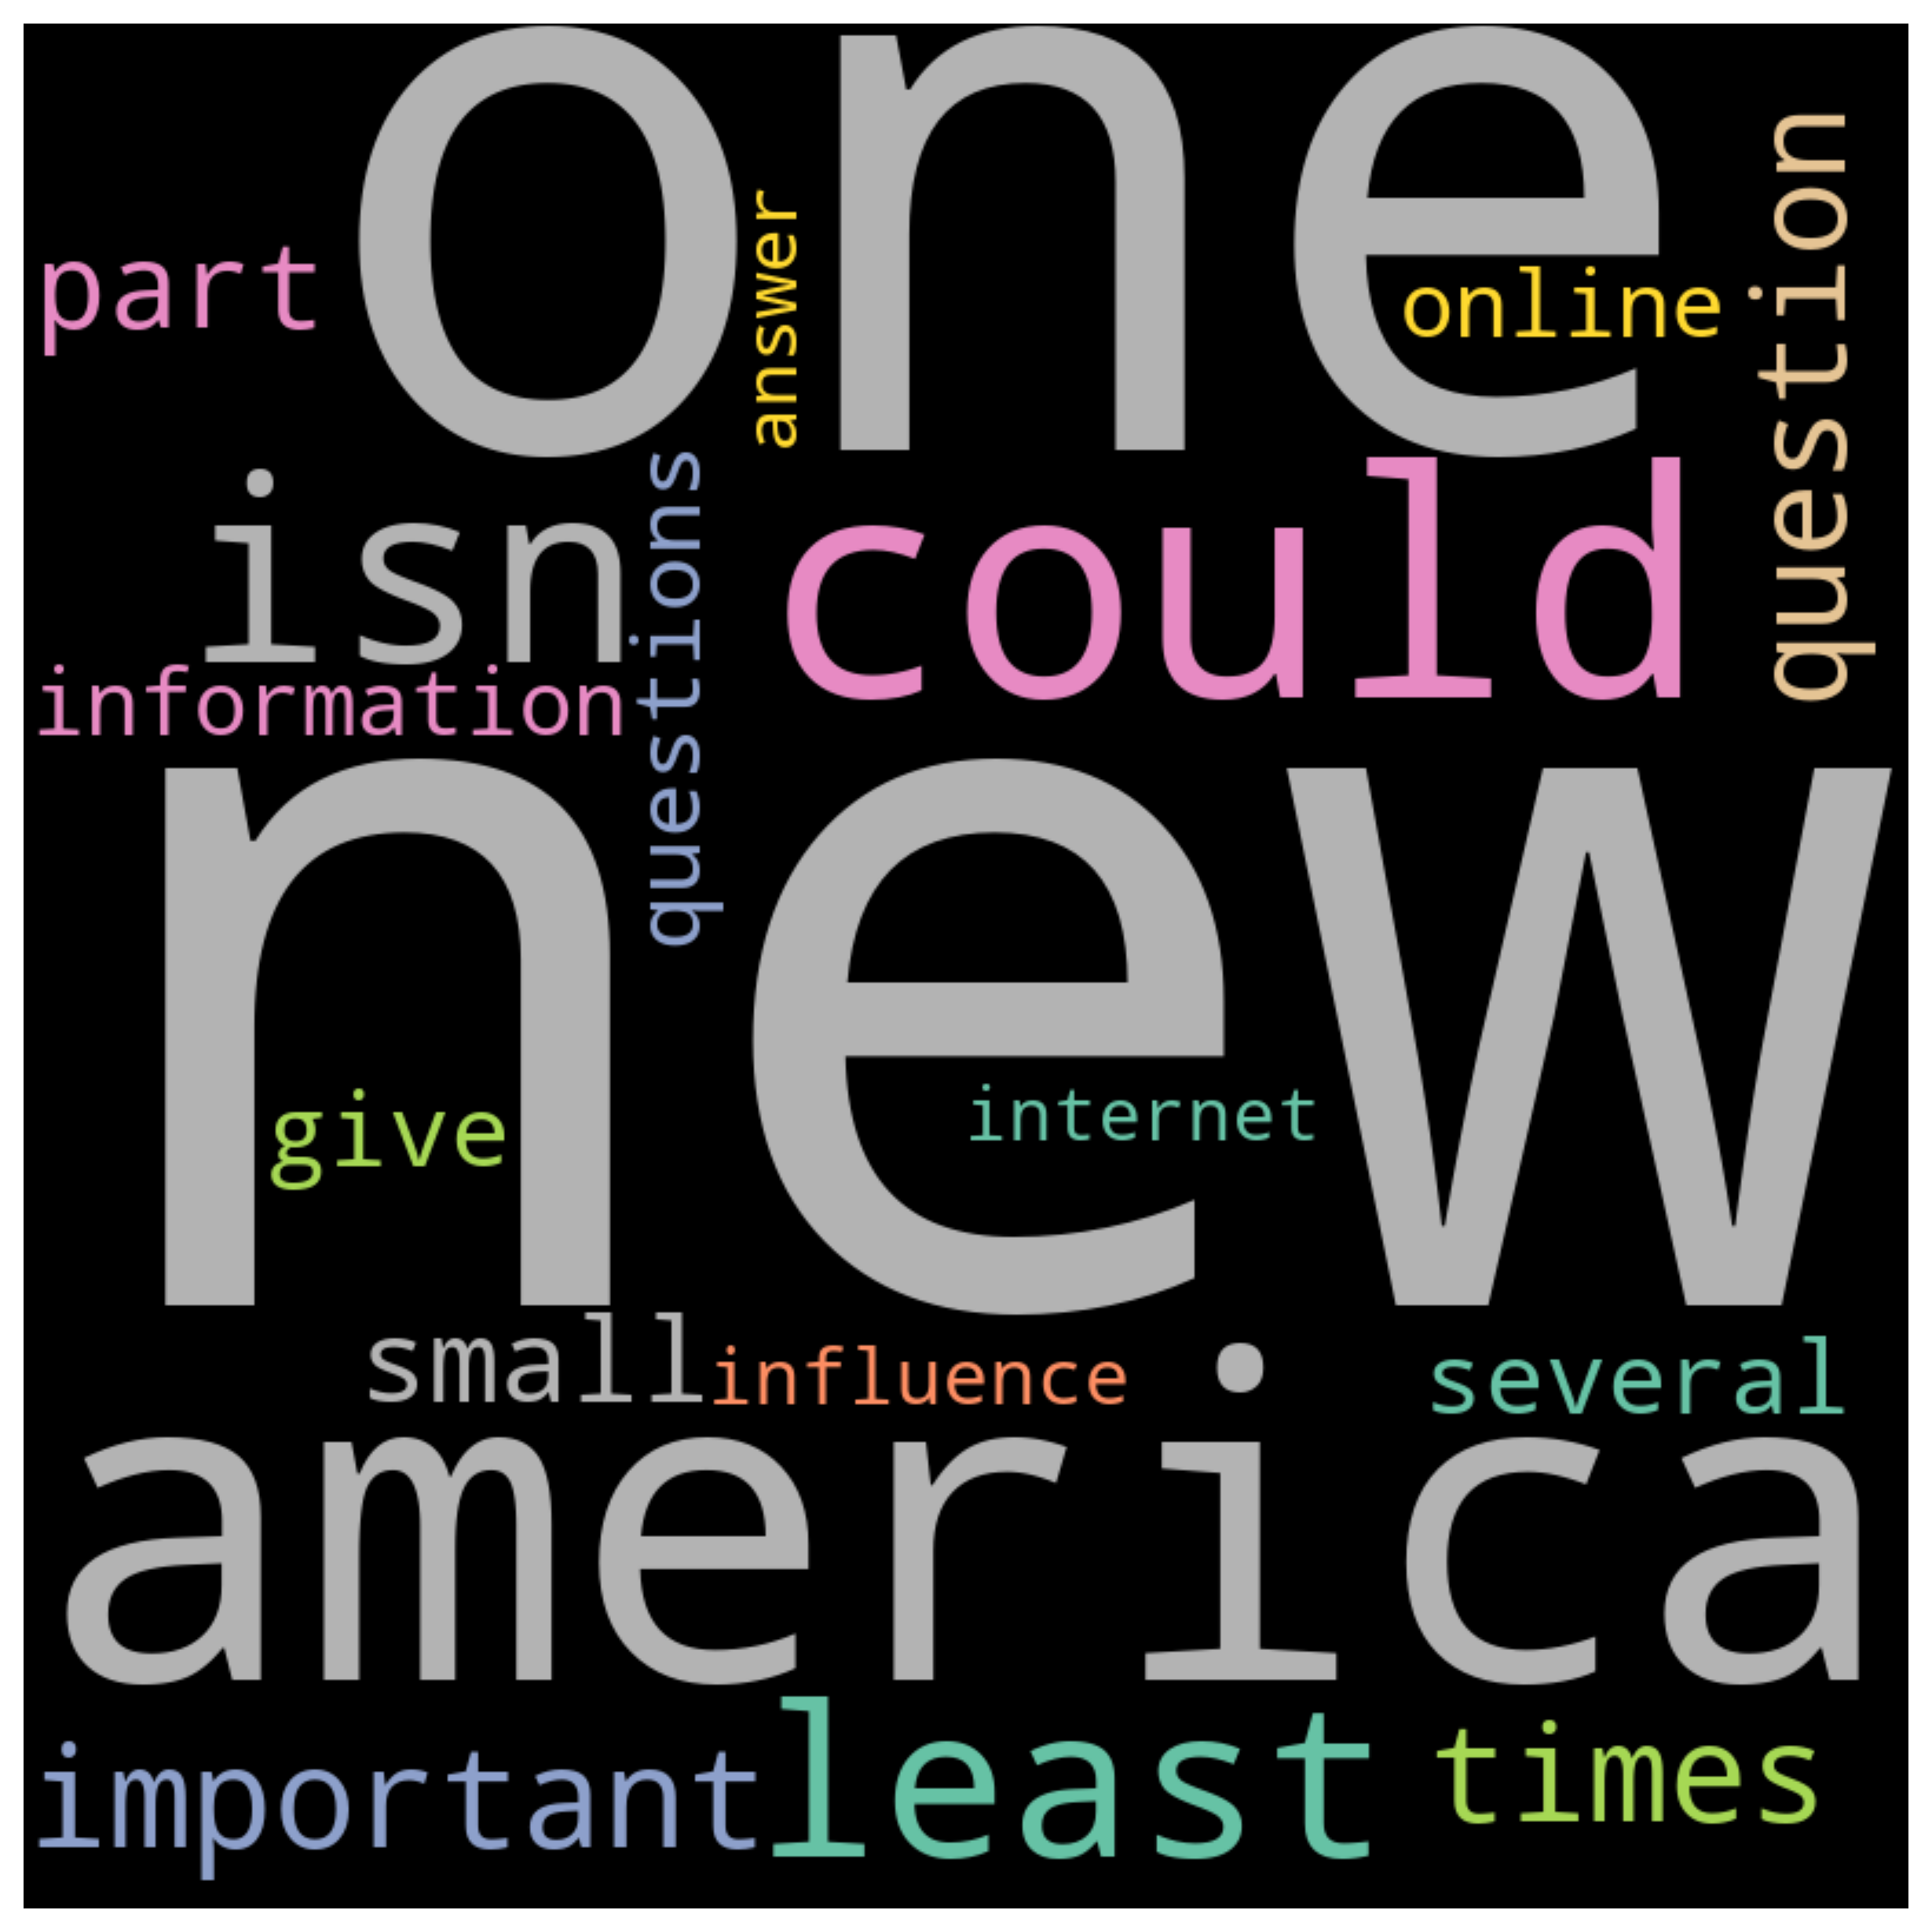 one
part
answer
online
question
isn
could
questions
information
new
give
internet
small
influence
several
america
important
least
times